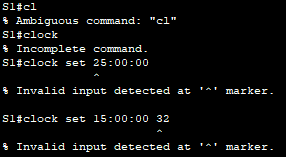 S1#cl
% Ambiguous command: "cl"
S1#clock
% Incomplete command.
S1#clock set 25:00:00
^
% Invalid input detected at '^' marker.
S1#clock set 15:00:00 32
^
% Invalid input detected at '^' marker.